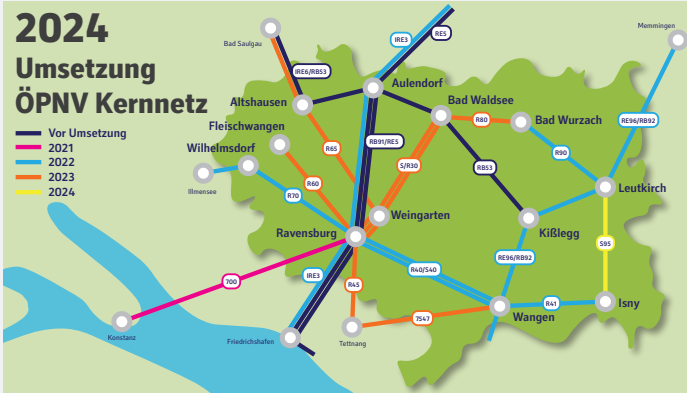 2024
Umsetzung
ÖPNV Kernnetz
Vor Umsetzung
2021
2022
2023
2024
Bad Saulgau
IRE6/RB53
IRE3
RE5
Memmingen
Aulendorf
Altshausen
Bad Waldsee
R80
Bad Wurzach
RE96/RB92
Fleischwangen
R65
RB91/RE5
Wilhelmsdorf
S/R30
RB53
R90
Illmensee
R70
R60
Leutkirch
Weingarten
Ravensburg
Kißlegg
S95
RE96/RB92
R40/S40
IRE3
700
R45
R41
Isny
Wangen
7547
Konstanz
Friedrichshafen
Tettnang